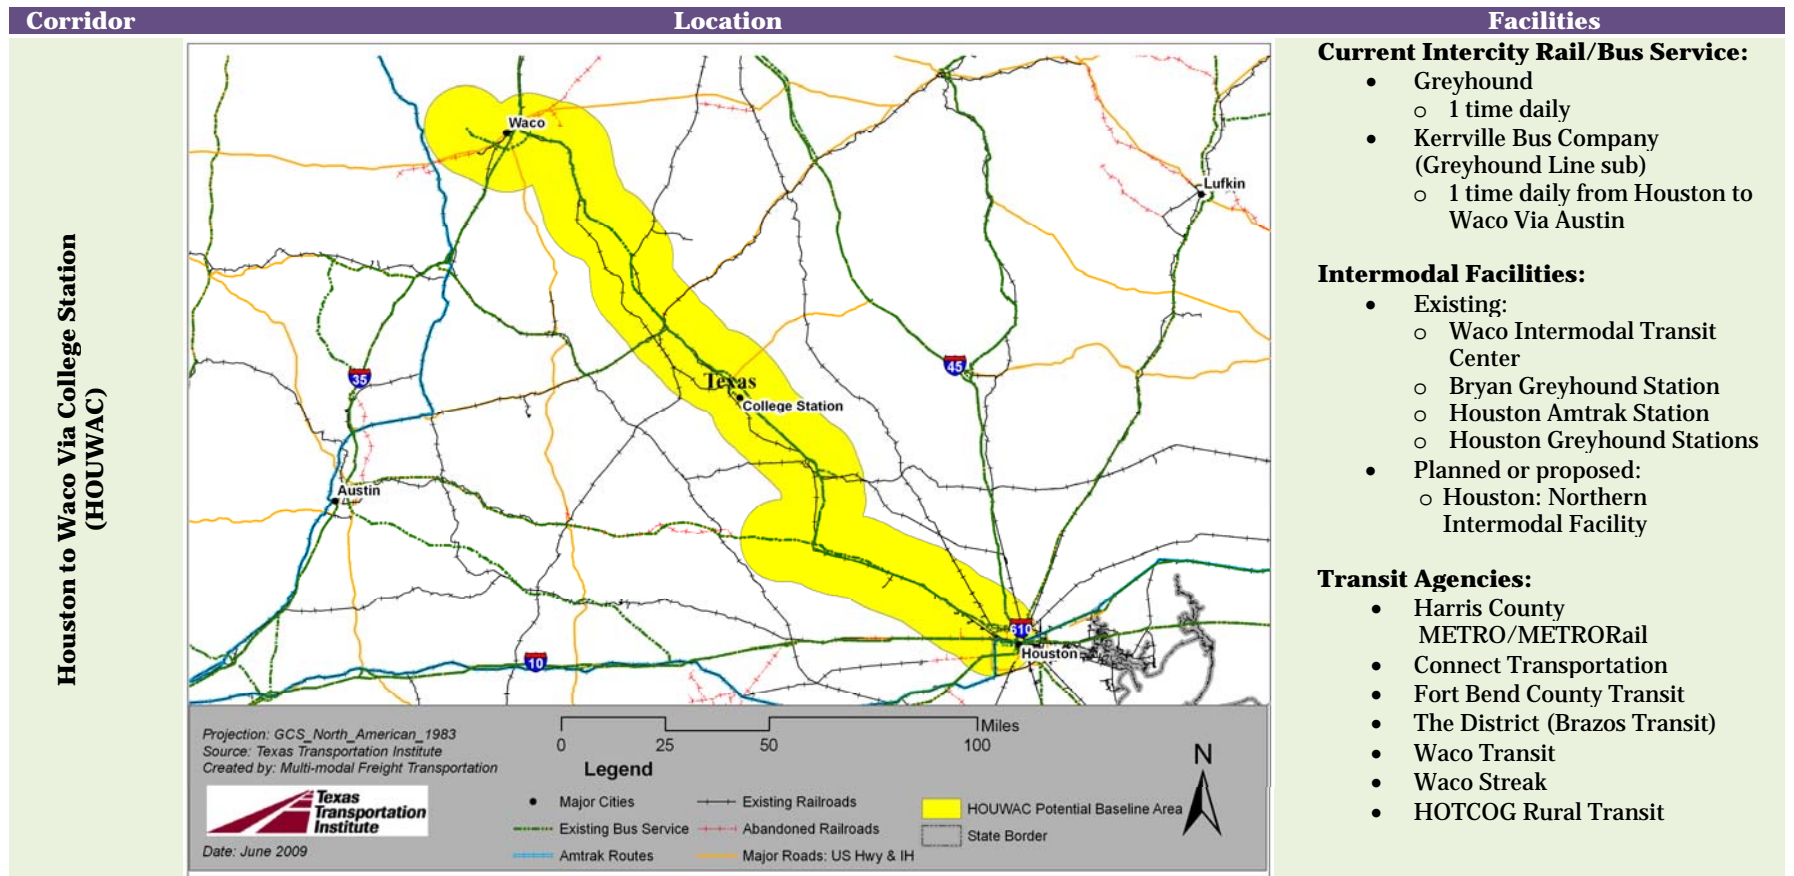 Corridor
Location
Facilities
Houston to Waco Via College Station
(HOUWAC)
Waco
Lufkin
35
45
Texas
College Station
Austin
610
Houston
10
Projection: GCS_North_American_1983
Source: Texas Transportation Institute
Created by: Multi-modal Freight Transportation
Texas
Transportation
Institute
Date: June 2009
Miles
0 25 50 100
Legend
Major Cities
Existing Bus Service
Amtrak Routes
Existing Railroads
Abandoned Railroads
Major Roads: US Hwy & IH
HOUWAC Potential Baseline Area
State Border
N
Current Intercity Rail/Bus Service:
• Greyhound
o 1 time daily
• Kerrville Bus Company
(Greyhound Line sub)
o 1 time daily from Houston to
Waco Via Austin
Intermodal Facilities:
• Existing:
o Waco Intermodal Transit
Center
o Bryan Greyhound Station
o Houston Amtrak Station
o Houston Greyhound Stations
• Planned or proposed:
o Houston: Northern
Intermodal Facility
Transit Agencies:
• Harris County
METRO/METRORail
• Connect Transportation
• Fort Bend County Transit
• The District (Brazos Transit)
• Waco Transit
• Waco Streak
• HOTCOG Rural Transit